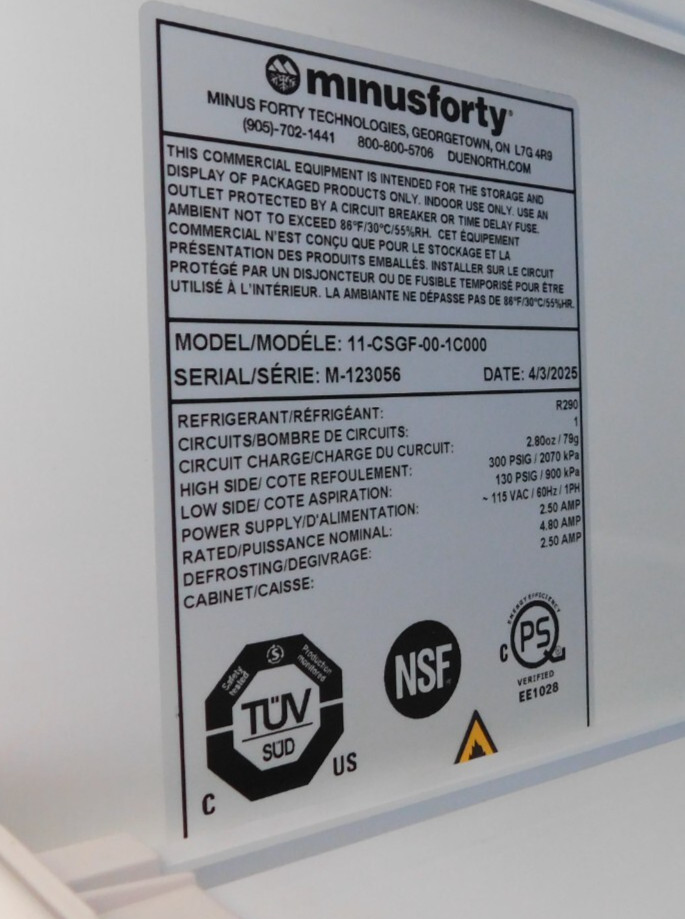 minusforty
MINUS FORTY TECHNOLOGIES, GEORGETOWN, ON L7G 4R9
(905)-702-1441 800-800-5706 DUENORTH.COM
THIS COMMERCIAL EQUIPMENT IS INTENDED FOR THE STORAGE AND
DISPLAY OF PACKAGED PRODUCTS ONLY. INDOOR USE ONLY. USE AN
OUTLET PROTECTED BY A CIRCUIT BREAKER OR TIME DELAY FUSE.
AMBIENT NOT TO EXCEED 86°F/30°C/55%RH. CET ÉQUIPEMENT
COMMERCIAL N'EST CONÇU QUE POUR LE STOCKAGE ET LA
PRÉSENTATION DES PRODUITS EMBALLÉS. INSTALLER SUR LE CIRCUIT
PROTÉGÉ PAR UN DISJONCTEUR OU DE FUSIBLE TEMPORISÉ POUR ÊTRE
UTILISÉ À L'INTÉRIEUR. LA AMBIANTE NE DÉPASSE PAS DE 86°F/30°C/55%HR.
MODEL/MODÉLE: 11-CSGF-00-1C000
SERIAL/SÉRIE: M-123056 DATE: 4/3/2025
REFRIGERANT/RÉFRIGÉANT: R290
CIRCUITS/BOMBRE DE CIRCUITS: 1
CIRCUIT CHARGE/CHARGE DU CURCUIT: 2.80oz / 79g
HIGH SIDE/ COTE REFOULEMENT: 300 PSIG / 2070 kPa
LOW SIDE/ COTE ASPIRATION: 130 PSIG / 900 kPa
POWER SUPPLY/D'ALIMENTATION: ~ 115 VAC / 60Hz / 1PH
RATED/PUISSANCE NOMINAL: 2.50 AMP
DEFROSTING/DEGIVRAGE: 4.80 AMP
CABINET/CAISSE: 2.50 AMP
Safety tested
S
Production monitored
TÜV
SÜD
C US
NSF
ENERGY EFFICIENCY
C PS
VERIFIED
EE1028